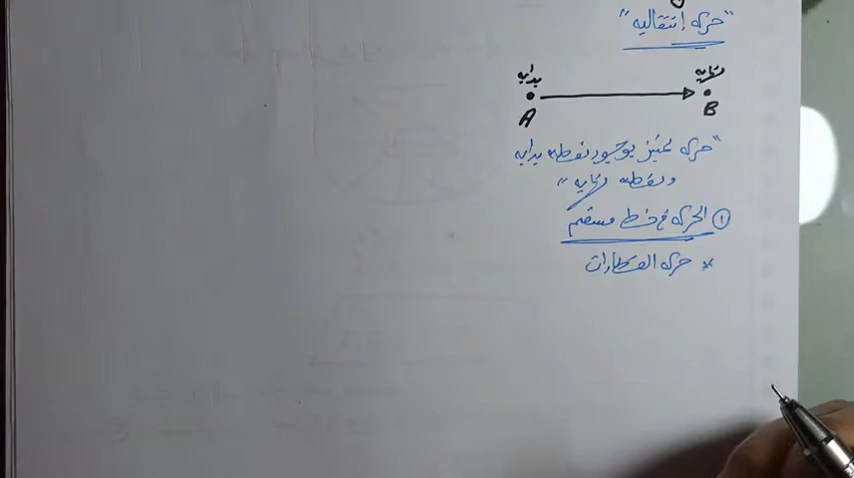 "حركة إنتقالية"
بداية نهاية
A B
"حركة تتميز بوجود نقطة بداية
ونقطة نهاية"
① الحركة في خط مستقيم
* حركة القطارات